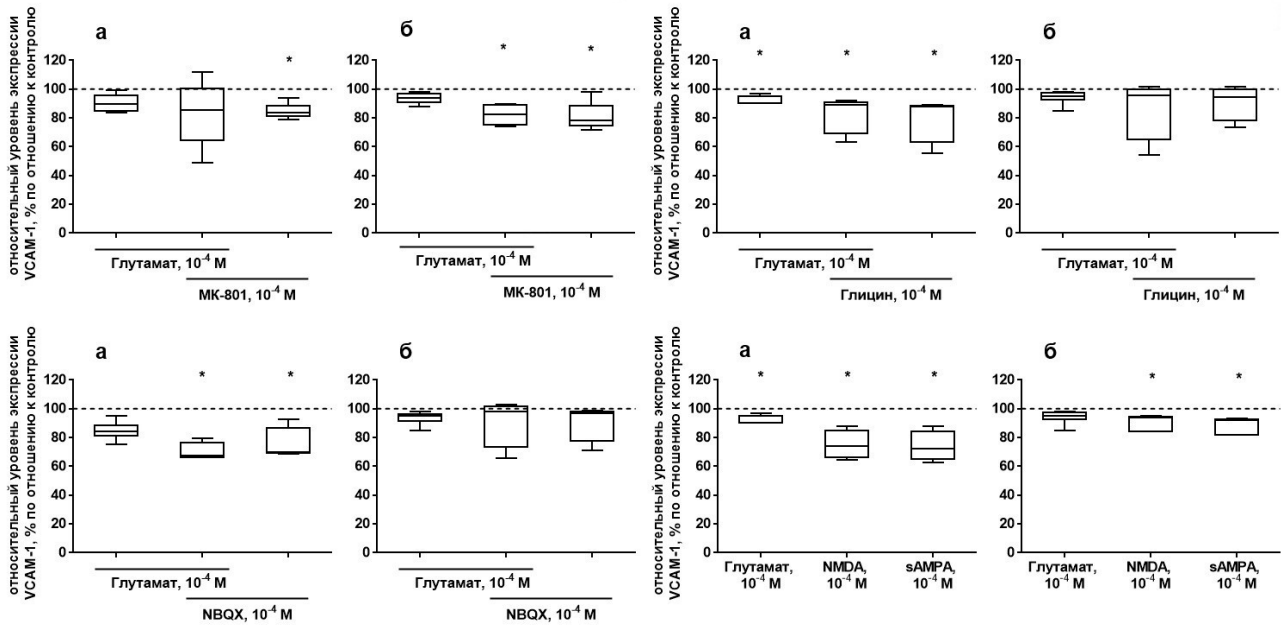 относительный уровень экспрессии
VCAM-1, % по отношению к контролю
а
*
120
100
80
60
40
20
0
Глутамат, 10⁻⁴ М
МК-801, 10⁻⁴ М
б
* *
120
100
80
60
40
20
0
Глутамат, 10⁻⁴ М
МК-801, 10⁻⁴ М
относительный уровень экспрессии
VCAM-1, % по отношению к контролю
а
* * *
120
100
80
60
40
20
0
Глутамат, 10⁻⁴ М
Глицин, 10⁻⁴ М
б
120
100
80
60
40
20
0
Глутамат, 10⁻⁴ М
Глицин, 10⁻⁴ М
относительный уровень экспрессии
VCAM-1, % по отношению к контролю
а
* *
120
100
80
60
40
20
0
Глутамат, 10⁻⁴ М
NBQX, 10⁻⁴ М
б
120
100
80
60
40
20
0
Глутамат, 10⁻⁴ М
NBQX, 10⁻⁴ М
относительный уровень экспрессии
VCAM-1, % по отношению к контролю
а
* * *
120
100
80
60
40
20
0
Глутамат, NMDA, sAMPA,
10⁻⁴ М 10⁻⁴ М 10⁻⁴ М
б
* *
120
100
80
60
40
20
0
Глутамат, NMDA, sAMPA,
10⁻⁴ М 10⁻⁴ М 10⁻⁴ М